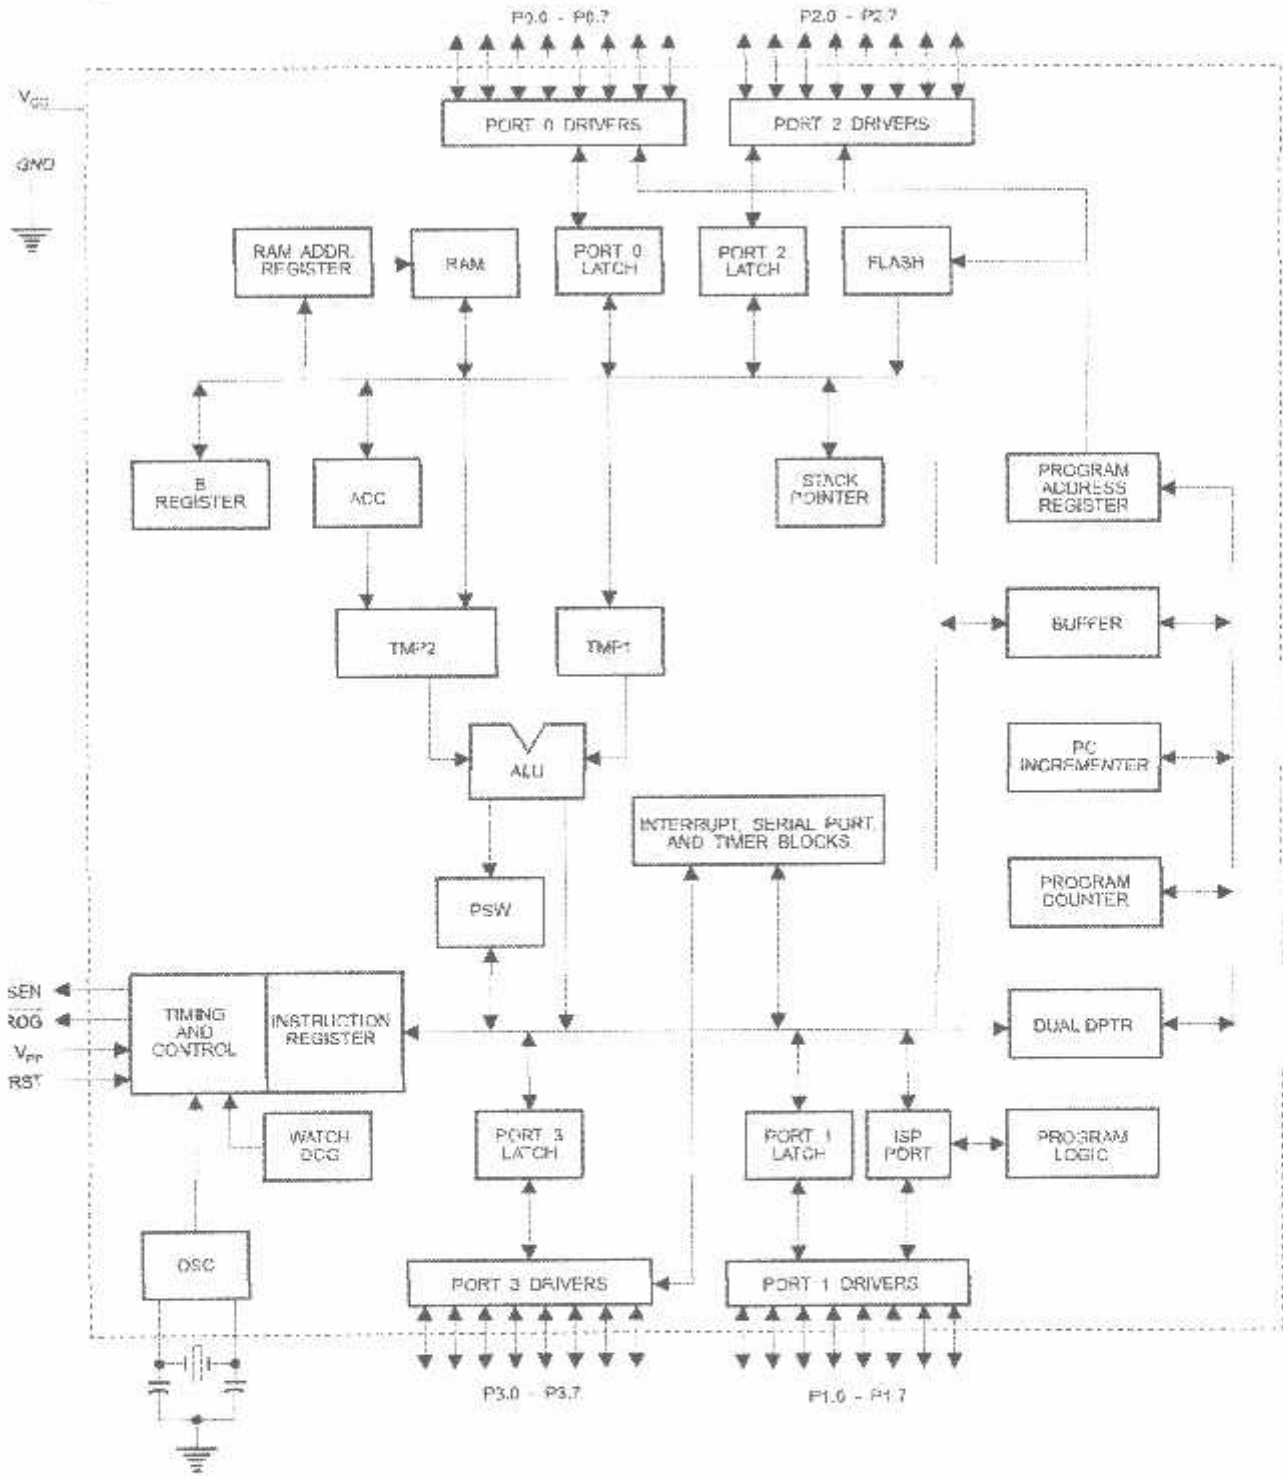 P0.0 - P0.7
P2.0 - P2.7
VCC
GND
PORT 0 DRIVERS
PORT 2 DRIVERS
RAM ADDR.
REGISTER
RAM
PORT 0
LATCH
PORT 2
LATCH
FLASH
B
REGISTER
ACC
STACK
POINTER
PROGRAM
ADDRESS
REGISTER
TMP2
TMP1
BUFFER
ALU
PC
INCREMENTER
INTERRUPT, SERIAL PORT,
AND TIMER BLOCKS
PSW
PROGRAM
COUNTER
SEN
ROG
VPP
RST
TIMING
AND
CONTROL
INSTRUCTION
REGISTER
DUAL DPTR
WATCH
DOG
PORT 3
LATCH
PORT 1
LATCH
ISP
PORT
PROGRAM
LOGIC
OSC
PORT 3 DRIVERS
PORT 1 DRIVERS
P3.0 - P3.7
P1.0 - P1.7